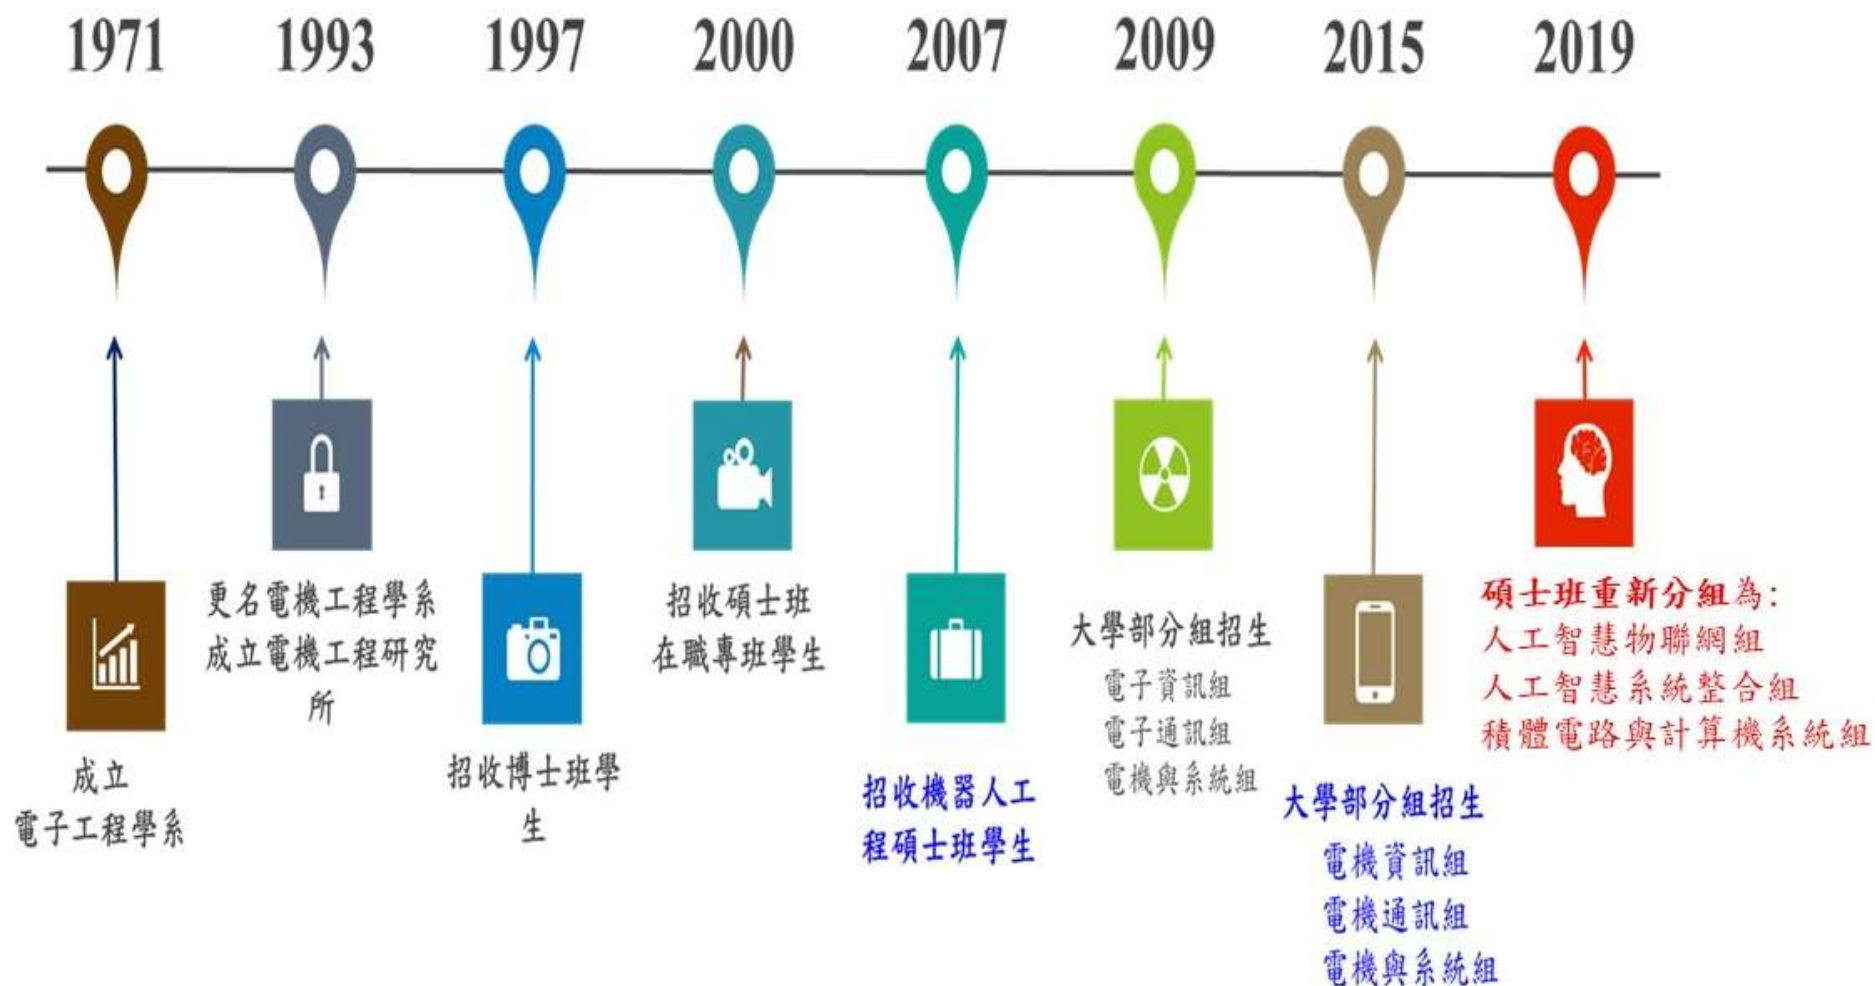 1971
1993
1997
2000
2007
2009
2015
2019
成立
電子工程學系
更名電機工程學系
成立電機工程研究
所
招收博士班學
生
招收碩士班
在職專班學生
招收機器人工
程碩士班學生
大學部分組招生
電子資訊組
電子通訊組
電機與系統組
大學部分組招生
電機資訊組
電機通訊組
電機與系統組
碩士班重新分組為:
人工智慧物聯網組
人工智慧系統整合組
積體電路與計算機系統組